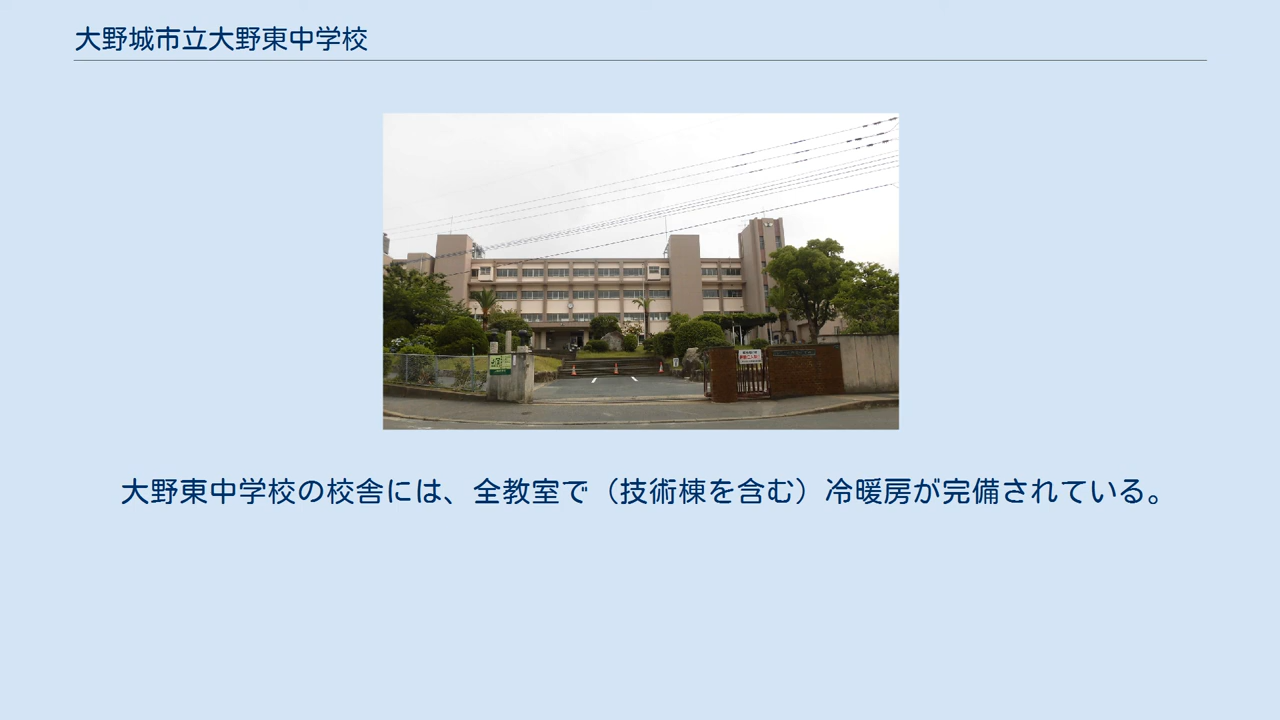 大野城市立大野東中学校
大野東中学校の校舎には、全教室で（技術棟を含む）冷暖房が完備されている。